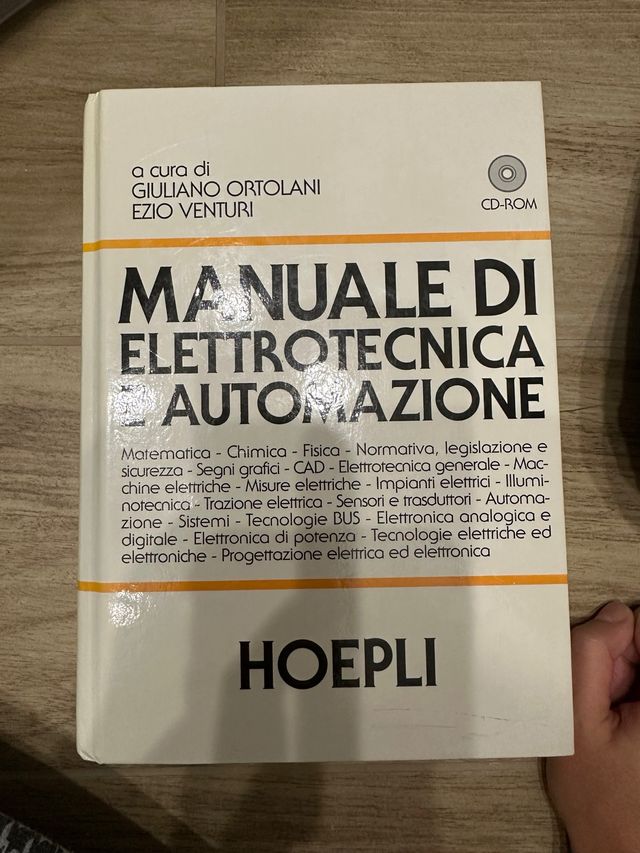 a cura di
GIULIANO ORTOLANI
EZIO VENTURI
CD-ROM
MANUALE DI
ELETTROTECNICA
E AUTOMAZIONE
Matematica - Chimica - Fisica - Normativa, legislazione e
sicurezza - Segni grafici - CAD - Elettrotecnica generale - Mac-
chine elettriche - Misure elettriche - Impianti elettrici - Illumi-
notecnica - Trazione elettrica - Sensori e trasduttori - Automa-
zione - Sistemi - Tecnologie BUS - Elettronica analogica e
digitale - Elettronica di potenza - Tecnologie elettriche ed
elettroniche - Progettazione elettrica ed elettronica
HOEPLI